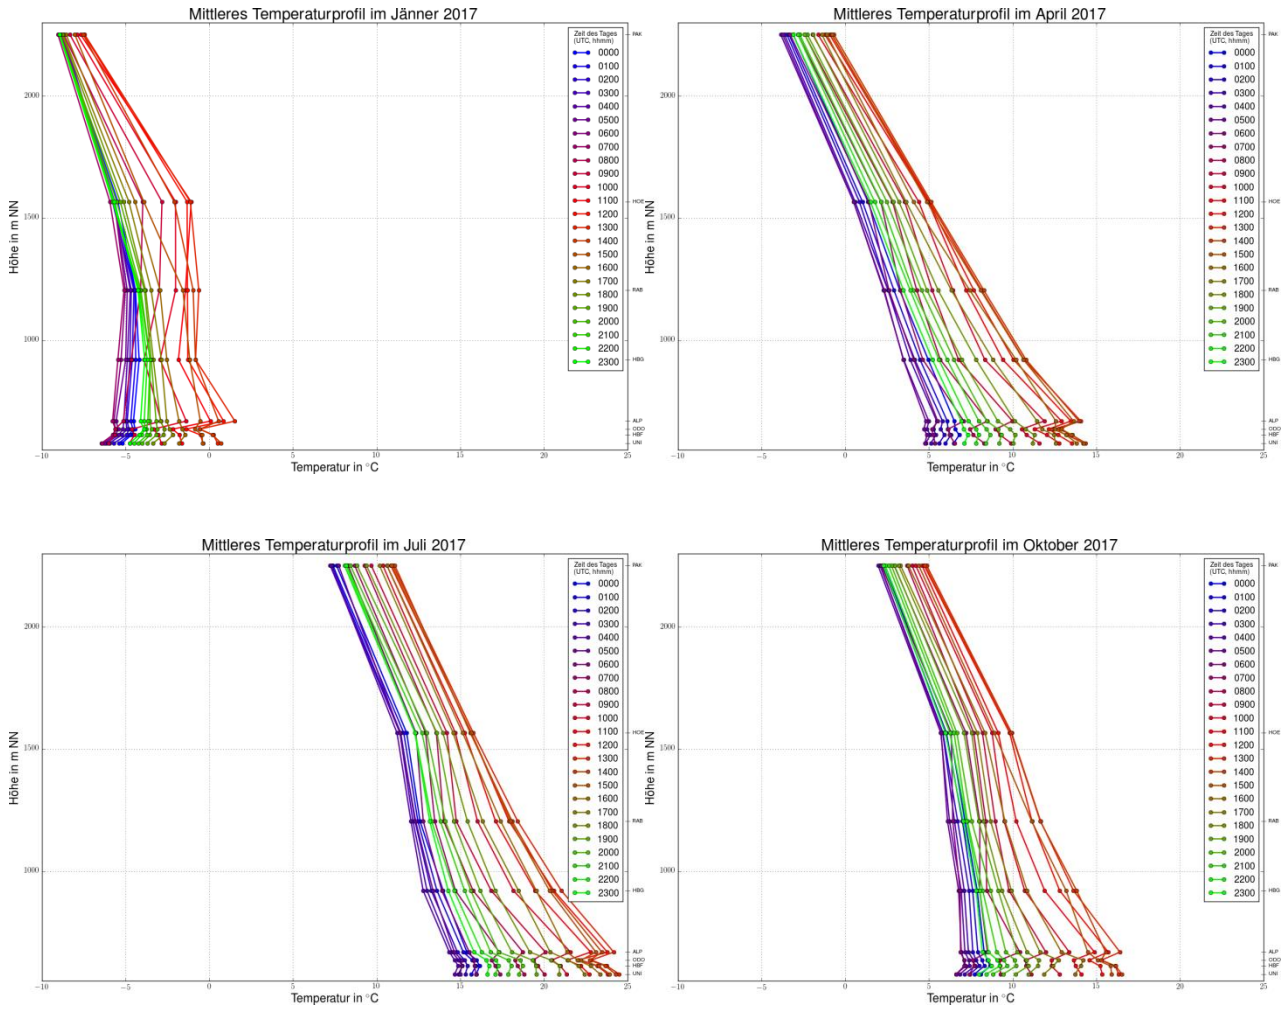 Mittleres Temperaturprofil im Jänner 2017
Höhe in m NN
2000
1500
1000
−10
−5
0
5
10
15
20
25
Temperatur in °C
PAK
HOE
RAB
HBG
ALP
ODO
HBF
UNI
Zeit des Tages
(UTC, hhmm)
0000
0100
0200
0300
0400
0500
0600
0700
0800
0900
1000
1100
1200
1300
1400
1500
1600
1700
1800
1900
2000
2100
2200
2300
Mittleres Temperaturprofil im April 2017
Höhe in m NN
2000
1500
1000
−10
−5
0
5
10
15
20
25
Temperatur in °C
PAK
HOE
RAB
HBG
ALP
ODO
HBF
UNI
Zeit des Tages
(UTC, hhmm)
0000
0100
0200
0300
0400
0500
0600
0700
0800
0900
1000
1100
1200
1300
1400
1500
1600
1700
1800
1900
2000
2100
2200
2300
Mittleres Temperaturprofil im Juli 2017
Höhe in m NN
2000
1500
1000
−10
−5
0
5
10
15
20
25
Temperatur in °C
PAK
HOE
RAB
HBG
ALP
ODO
HBF
UNI
Zeit des Tages
(UTC, hhmm)
0000
0100
0200
0300
0400
0500
0600
0700
0800
0900
1000
1100
1200
1300
1400
1500
1600
1700
1800
1900
2000
2100
2200
2300
Mittleres Temperaturprofil im Oktober 2017
Höhe in m NN
2000
1500
1000
−10
−5
0
5
10
15
20
25
Temperatur in °C
PAK
HOE
RAB
HBG
ALP
ODO
HBF
UNI
Zeit des Tages
(UTC, hhmm)
0000
0100
0200
0300
0400
0500
0600
0700
0800
0900
1000
1100
1200
1300
1400
1500
1600
1700
1800
1900
2000
2100
2200
2300